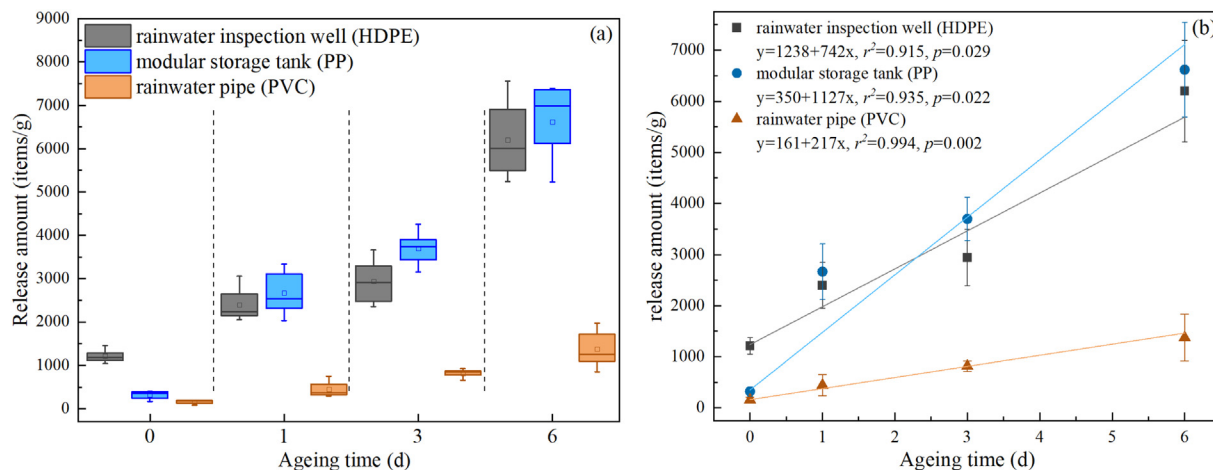 (a)
rainwater inspection well (HDPE)
modular storage tank (PP)
rainwater pipe (PVC)
9000
8000
7000
6000
5000
4000
3000
2000
1000
0
Release amount (items/g)
0 1 3 6
Ageing time (d)
(b)
rainwater inspection well (HDPE)
y=1238+742x, r²=0.915, p=0.029
modular storage tank (PP)
y=350+1127x, r²=0.935, p=0.022
rainwater pipe (PVC)
y=161+217x, r²=0.994, p=0.002
7000
6000
5000
4000
3000
2000
1000
0
release amount (items/g)
0 1 2 3 4 5 6
Ageing time (d)